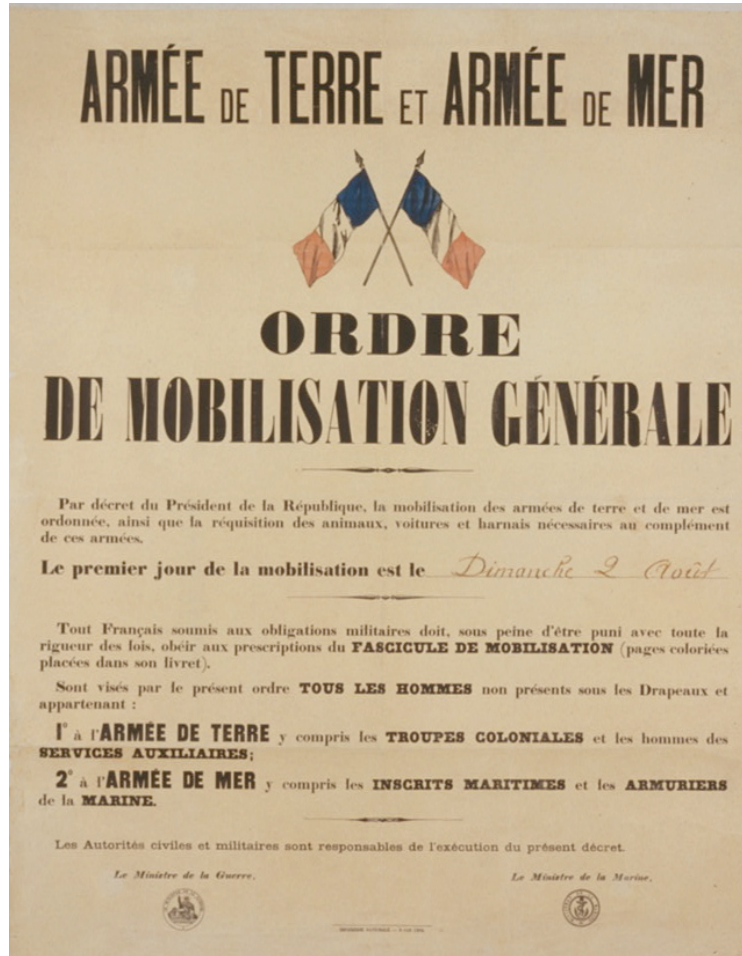 ARMÉE DE TERRE ET ARMÉE DE MER
ORDRE
DE MOBILISATION GÉNÉRALE
Par décret du Président de la République, la mobilisation des armées de terre et de mer est
ordonnée, ainsi que la réquisition des animaux, voitures et harnais nécessaires au complément
de ces armées.
Le premier jour de la mobilisation est le Dimanche 2 Août
Tout Français soumis aux obligations militaires doit, sous peine d'être puni avec toute la
rigueur des lois, obéir aux prescriptions du FASCICULE DE MOBILISATION (pages coloriées
placées dans son livret).
Sont visés par le présent ordre TOUS LES HOMMES non présents sous les Drapeaux et
appartenant :
1° à l'ARMÉE DE TERRE y compris les TROUPES COLONIALES et les hommes des
SERVICES AUXILIAIRES;
2° à l'ARMÉE DE MER y compris les INSCRITS MARITIMES et les ARMURIERS
de la MARINE.
Les Autorités civiles et militaires sont responsables de l'exécution du présent décret.
Le Ministre de la Guerre,
Le Ministre de la Marine,